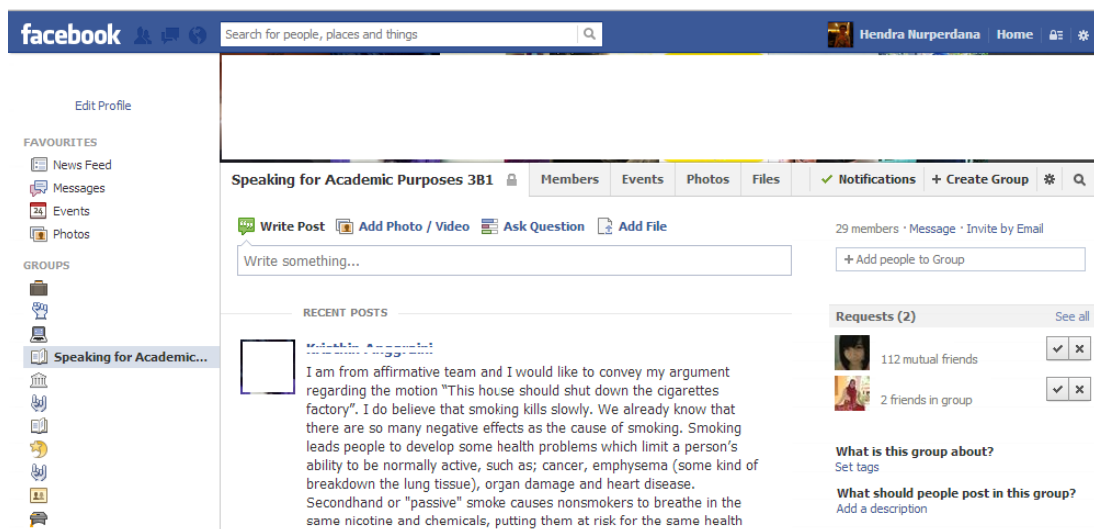 facebook
Search for people, places and things
Hendra Nurperdana Home
Edit Profile
FAVOURITES
News Feed
Messages
24 Events
Photos
GROUPS
Speaking for Academic...
Speaking for Academic Purposes 3B1 Members Events Photos Files ✓ Notifications + Create Group
Write Post Add Photo / Video Ask Question Add File
Write something...
RECENT POSTS
I am from affirmative team and I would like to convey my argument
regarding the motion “This house should shut down the cigarettes
factory”. I do believe that smoking kills slowly. We already know that
there are so many negative effects as the cause of smoking. Smoking
leads people to develop some health problems which limit a person’s
ability to be normally active, such as; cancer, emphysema (some kind of
breakdown the lung tissue), organ damage and heart disease.
Secondhand or "passive" smoke causes nonsmokers to breathe in the
same nicotine and chemicals, putting them at risk for the same health
29 members · Message · Invite by Email
+ Add people to Group
Requests (2) See all
112 mutual friends
2 friends in group
What is this group about?
Set tags
What should people post in this group?
Add a description